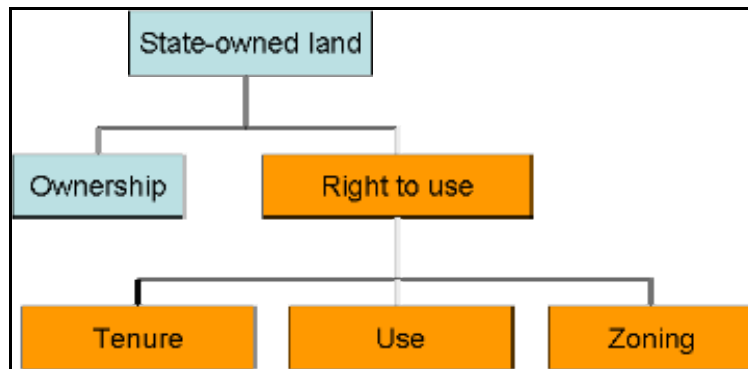 State-owned land
Ownership
Right to use
Tenure
Use
Zoning